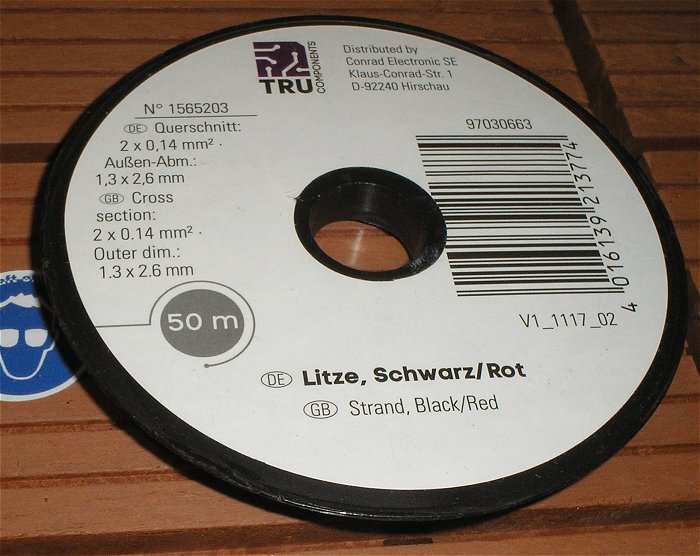 TRU
COMPONENTS
Distributed by
Conrad Electronic SE
Klaus-Conrad-Str. 1
D-92240 Hirschau
N° 1565203
DE Querschnitt:
2 x 0,14 mm² ·
Außen-Abm.:
1,3 x 2,6 mm
GB Cross
section:
2 x 0.14 mm² ·
Outer dim.:
1.3 x 2.6 mm
97030663
4 016139 213774
V1_1117_02
50 m
DE Litze, Schwarz/Rot
GB Strand, Black/Red